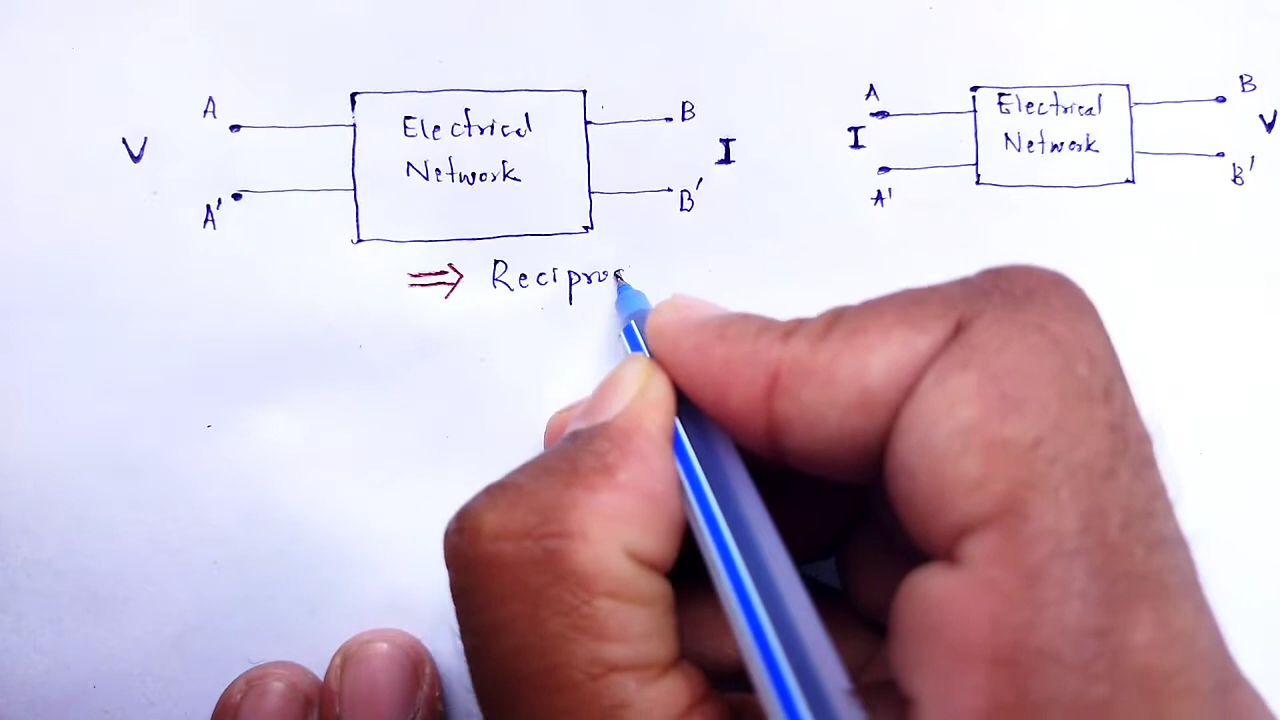 A
V
A'
Electrical
Network
B
I
B'
A
I
A'
Electrical
Network
B
V
B'
⇒ Recipro